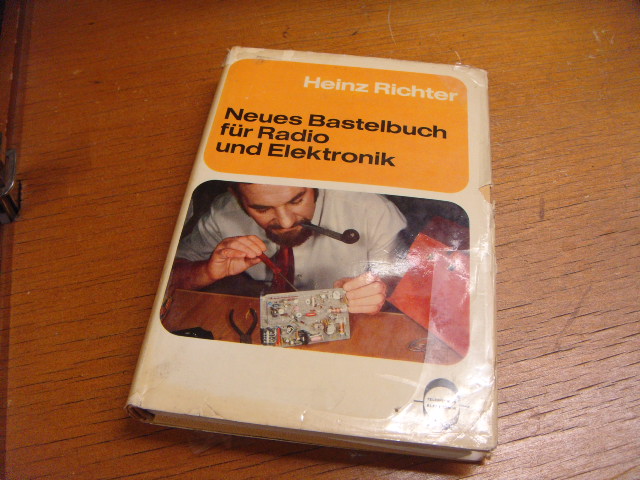 Heinz Richter
Neues Bastelbuch
für Radio
und Elektronik